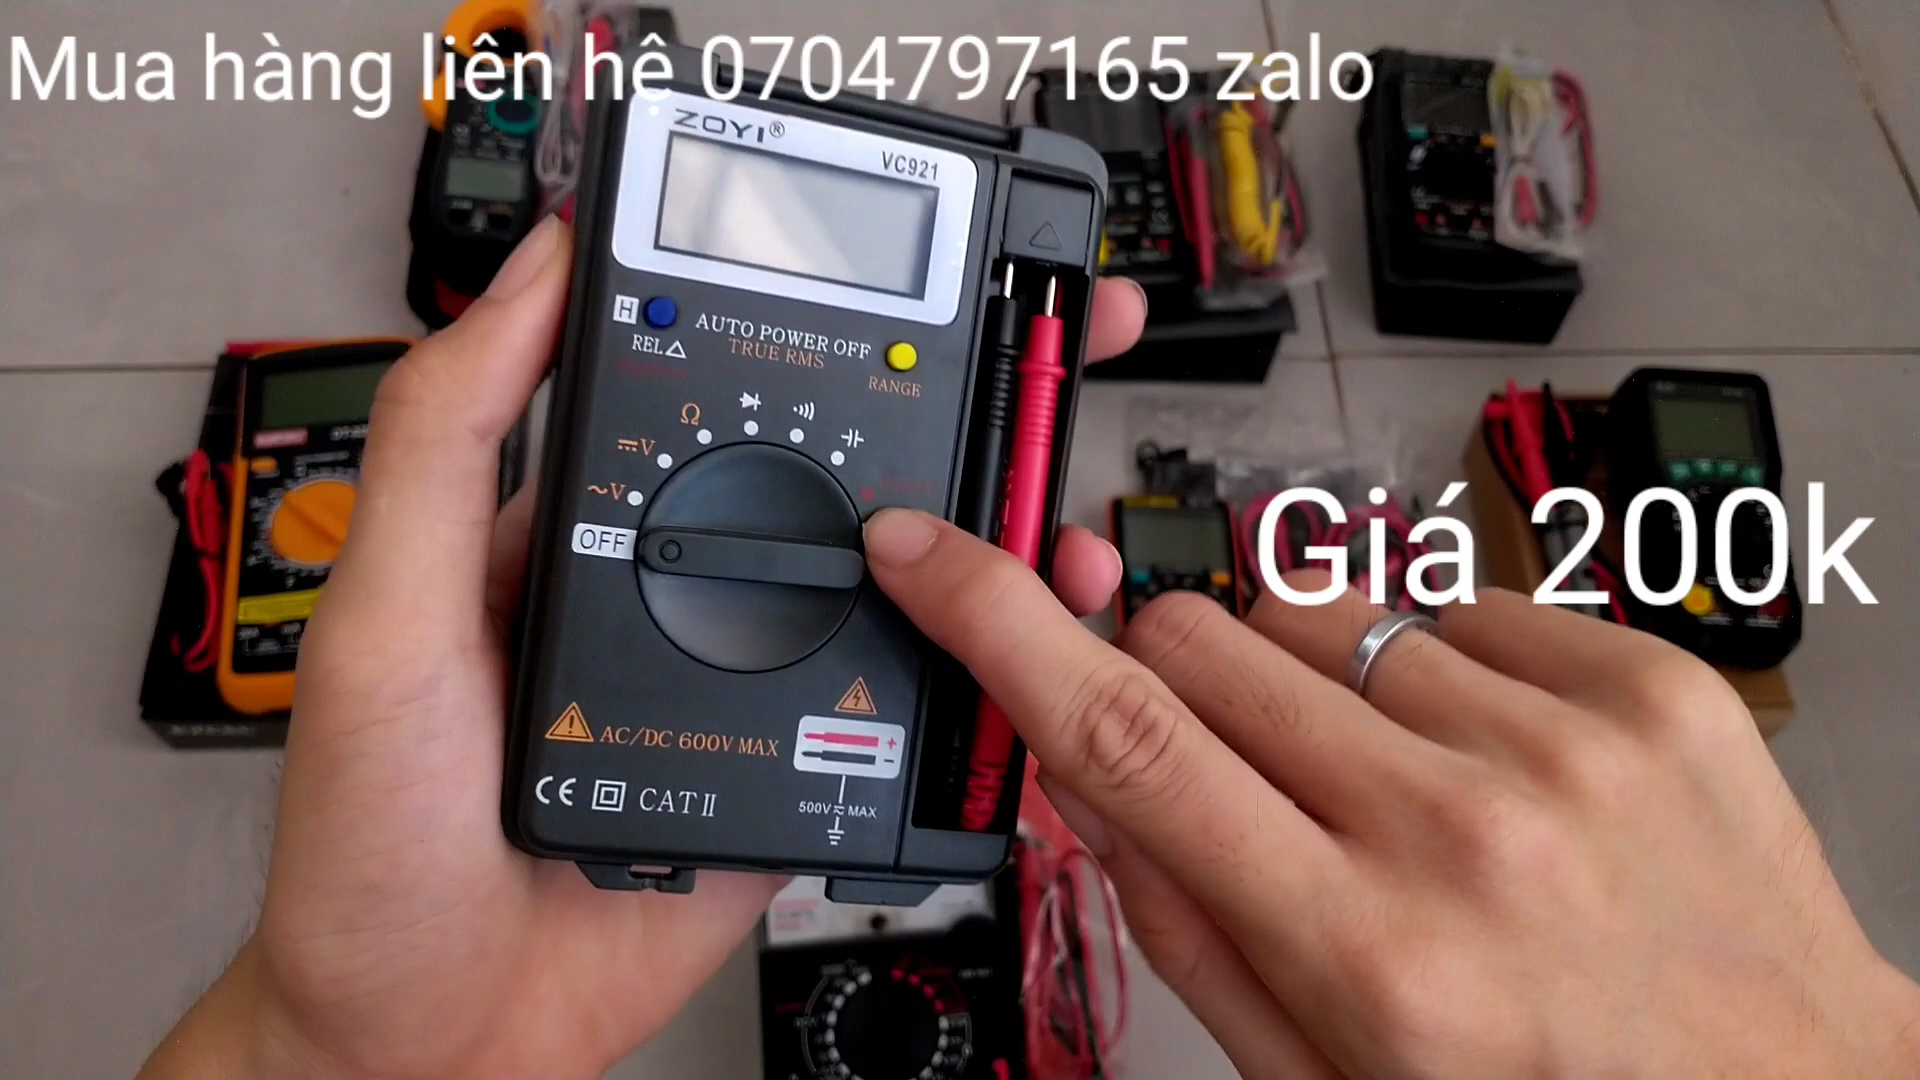 Mua hàng liên hệ 0704797165 zalo
ZOYI®
VC921
H
REL△
AUTO POWER OFF
TRUE RMS
RANGE
Ω
V
~V
OFF
Giá 200k
AC/DC 600V MAX
+
-
CE CAT II
500V MAX